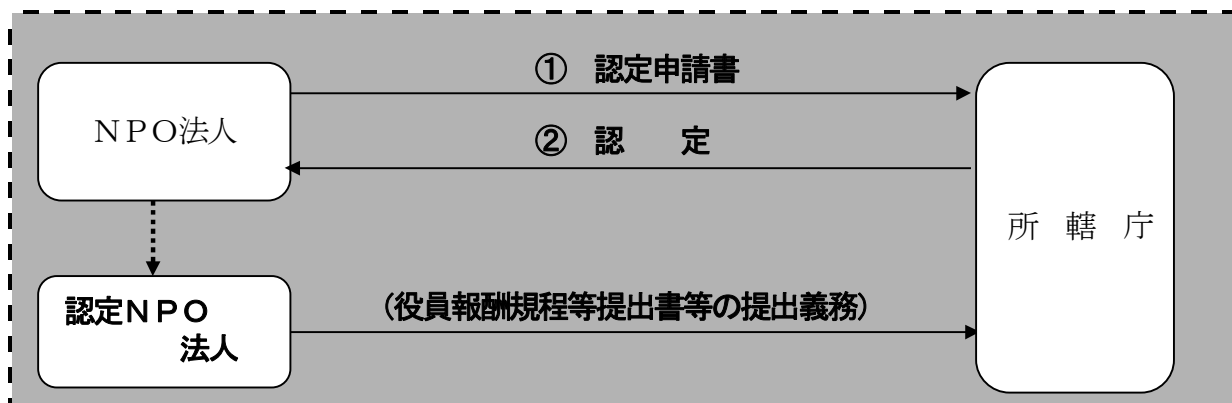 ① 認定申請書
NPO法人
② 認 定
所 轄 庁
認定NPO
法人
(役員報酬規程等提出書等の提出義務)